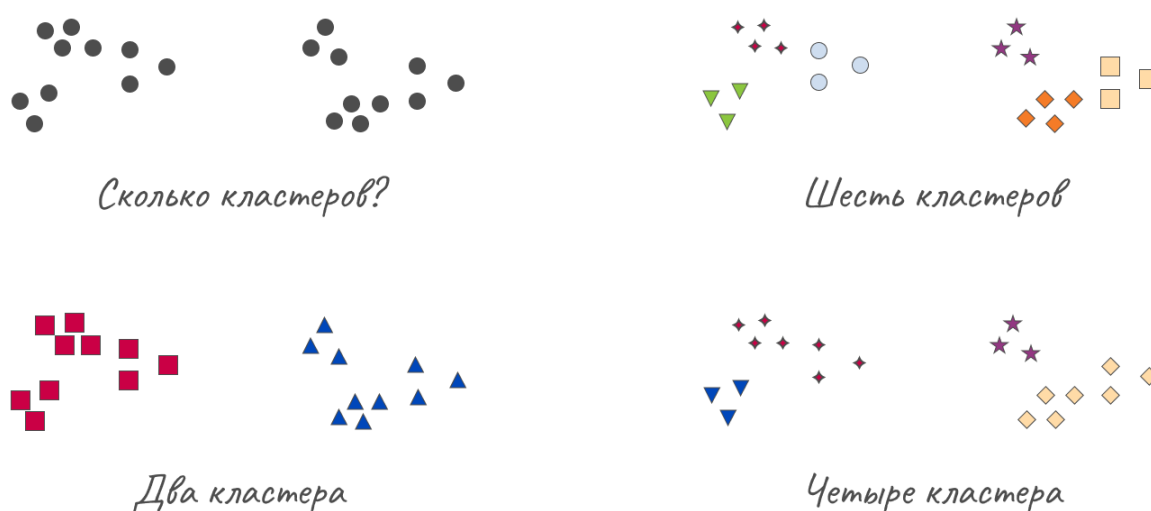 Сколько кластеров?
Шесть кластеров
Два кластера
Четыре кластера